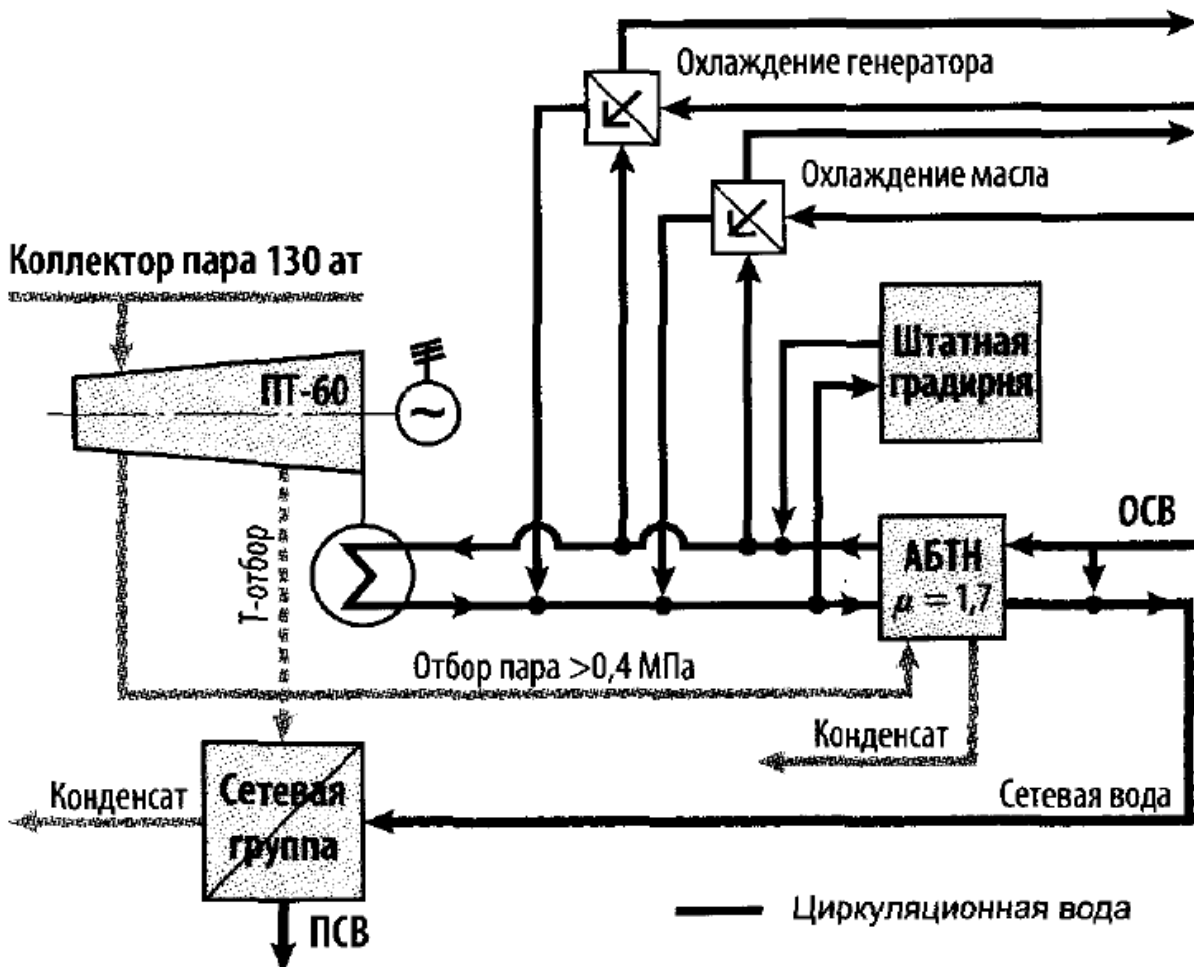 Охлаждение генератора
Охлаждение масла
Коллектор пара 130 ат
ПТ-60
~
Штатная
градирня
ОСВ
АБТН
μ = 1,7
Т-отбор
Отбор пара >0,4 МПа
Конденсат
Сетевая вода
Конденсат
Сетевая
группа
ПСВ
Циркуляционная вода